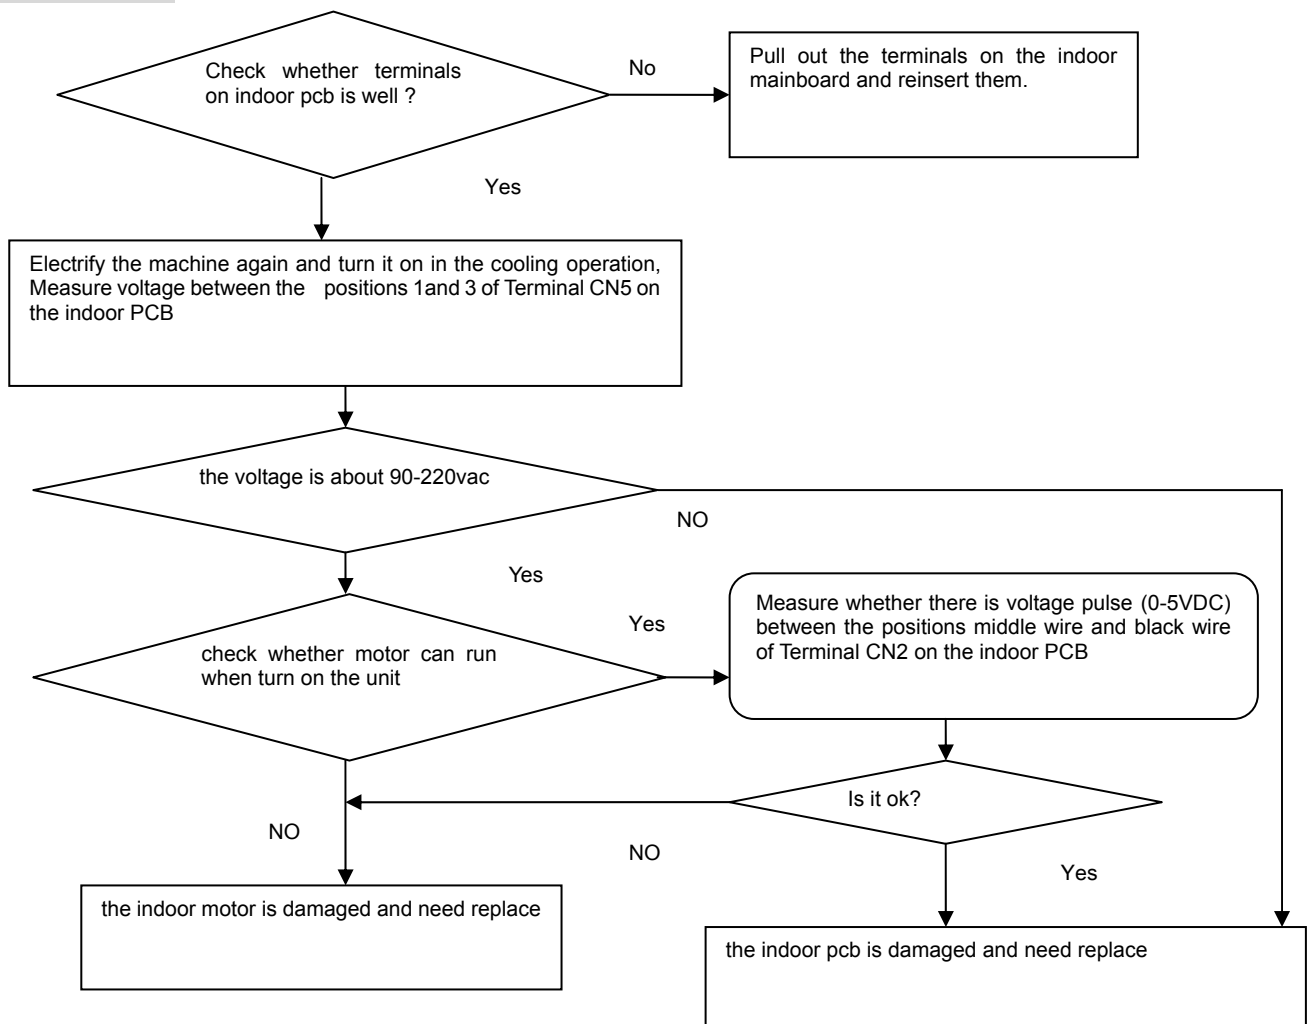 Check whether terminals
on indoor pcb is well ?
No
Pull out the terminals on the indoor
mainboard and reinsert them.
Yes
Electrify the machine again and turn it on in the cooling operation,
Measure voltage between the positions 1and 3 of Terminal CN5 on
the indoor PCB
the voltage is about 90-220vac
NO
Yes
check whether motor can run
when turn on the unit
Yes
Measure whether there is voltage pulse (0-5VDC)
between the positions middle wire and black wire
of Terminal CN2 on the indoor PCB
Is it ok?
NO
NO
Yes
the indoor motor is damaged and need replace
the indoor pcb is damaged and need replace